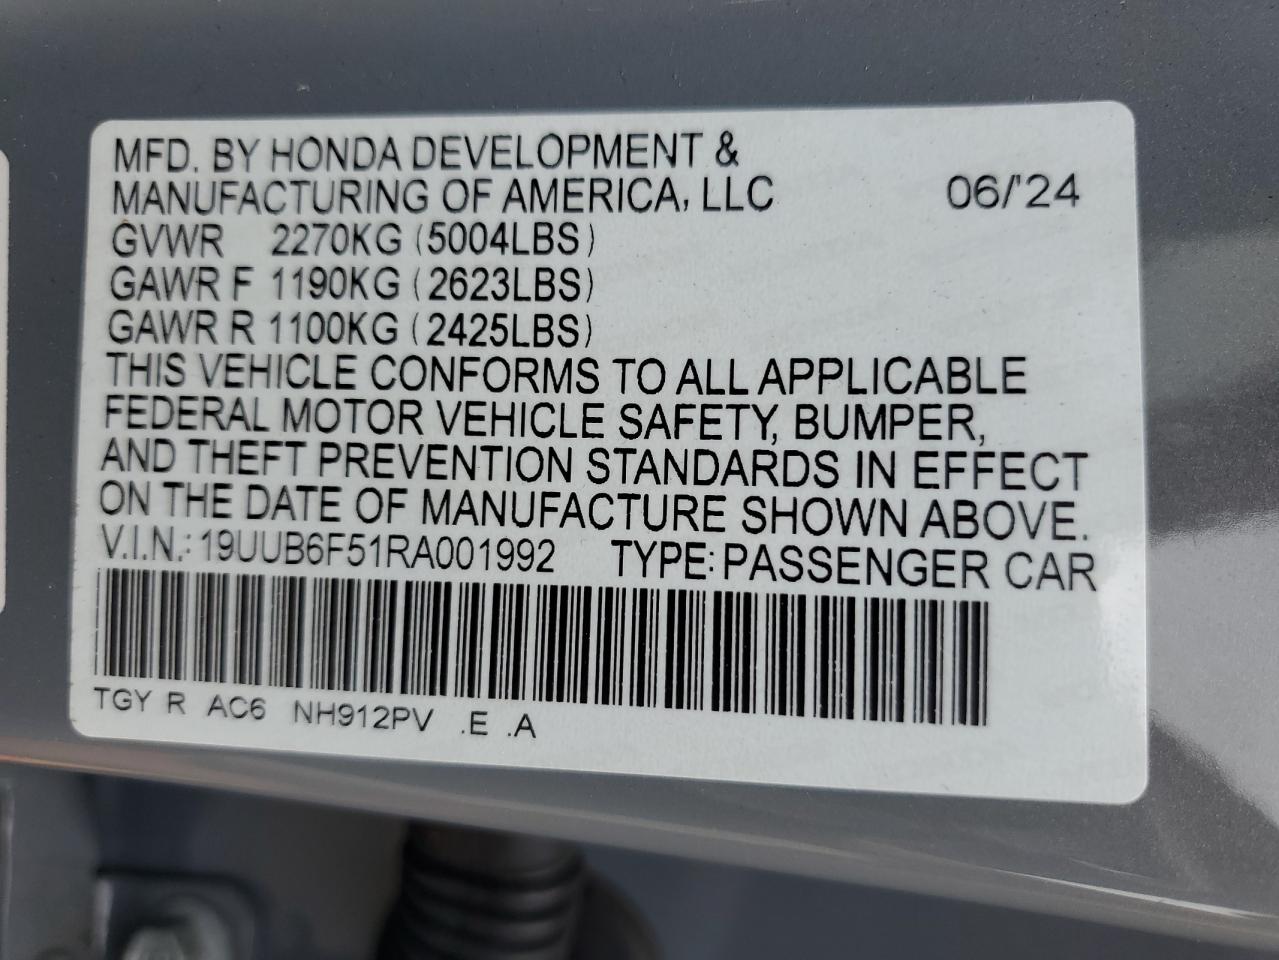 MFD. BY HONDA DEVELOPMENT &
MANUFACTURING OF AMERICA, LLC 06/'24
GVWR 2270KG (5004LBS)
GAWR F 1190KG (2623LBS)
GAWR R 1100KG (2425LBS)
THIS VEHICLE CONFORMS TO ALL APPLICABLE
FEDERAL MOTOR VEHICLE SAFETY, BUMPER,
AND THEFT PREVENTION STANDARDS IN EFFECT
ON THE DATE OF MANUFACTURE SHOWN ABOVE.
V.I.N.: 19UUB6F51RA001992 TYPE: PASSENGER CAR
TGY R AC6 NH912PV .E .A